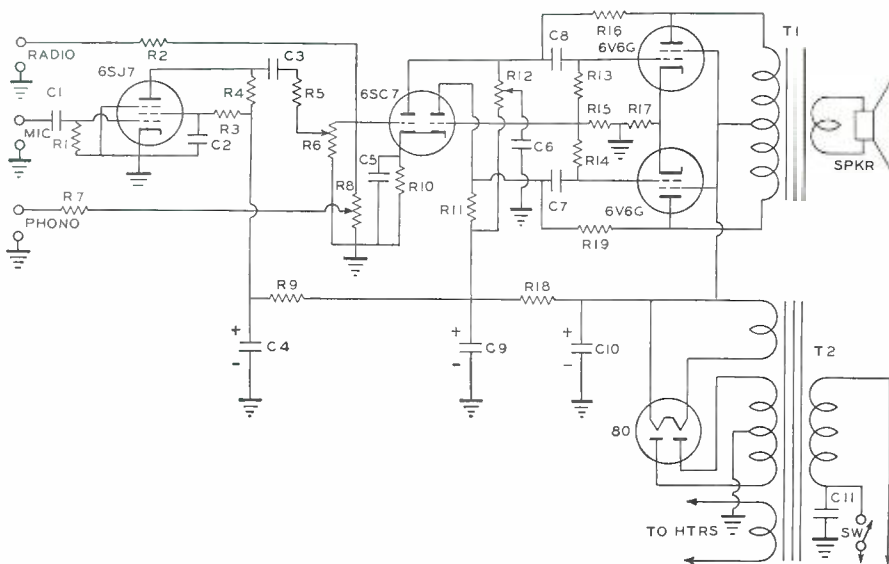 RADIO
R2
6SJ7
C1
MIC
R1
R3
C2
R4
C3
R5
R6
R7
PHONO
R8
C5
R10
6SC7
R11
R12
C8
R16
6V6G
R13
R15
R17
C6
R14
C7
6V6G
R19
T1
SPKR
R9
R18
+
-
C4
+
-
C9
+
-
C10
80
T2
TO HTRS
C11
SW